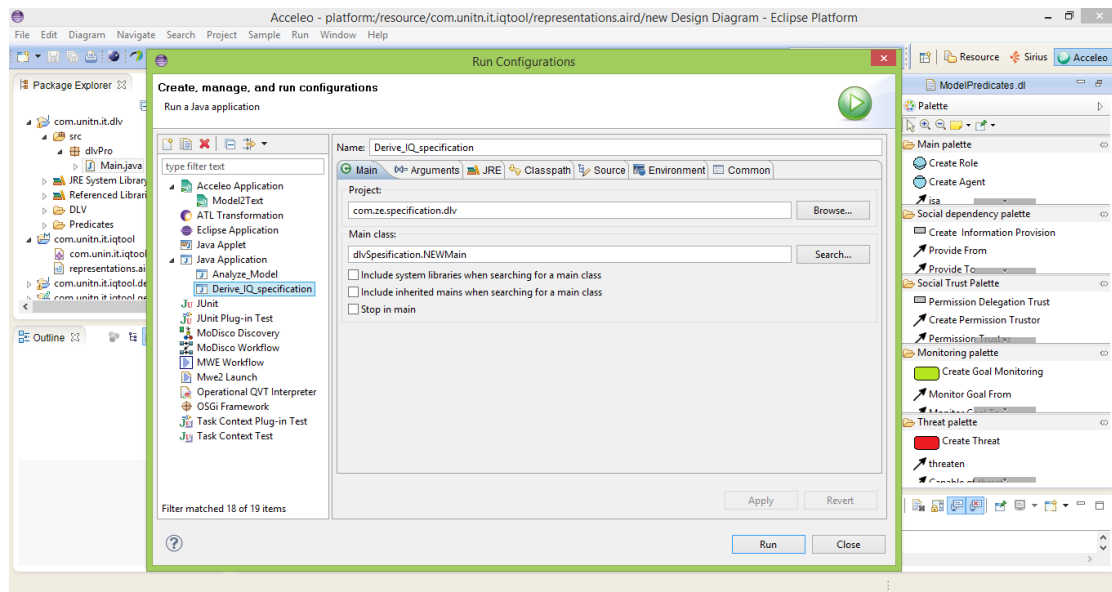 Acceleo - platform:/resource/com.unitn.it.iqtool/representations.aird/new Design Diagram - Eclipse Platform
File Edit Diagram Navigate Search Project Sample Run Window Help
Resource Sirius Acceleo
Package Explorer
com.unitn.it.dlv
src
dlvPro
Main.java
JRE System Library
Referenced Librari
DLV
Predicates
com.unitn.it.iqtool
com.unin.it.iqtool
representations.ai
com.unitn.it.iqtool.de
com.unitn.it.iqtool.ge
Outline
Run Configurations
Create, manage, and run configurations
Run a Java application
type filter text
Acceleo Application
Model2Text
ATL Transformation
Eclipse Application
Java Applet
Java Application
Analyze_Model
Derive_IQ_specification
JUnit
JUnit Plug-in Test
MoDisco Discovery
MoDisco Workflow
MWE Workflow
Mwe2 Launch
Operational QVT Interpreter
OSGi Framework
Task Context Plug-in Test
Task Context Test
Filter matched 18 of 19 items
Name: Derive_IQ_specification
Main Arguments JRE Classpath Source Environment Common
Project:
com.ze.specification.dlv Browse...
Main class:
dlvSpesification.NEWMain Search...
Include system libraries when searching for a main class
Include inherited mains when searching for a main class
Stop in main
Apply Revert
Run Close
ModelPredicates.dl
Palette
Main palette
Create Role
Create Agent
isa
Social dependency palette
Create Information Provision
Provide From
Provide To
Social Trust Palette
Permission Delegation Trust
Create Permission Trustor
Permission Trustee
Monitoring palette
Create Goal Monitoring
Monitor Goal From
Threat palette
Create Threat
threaten